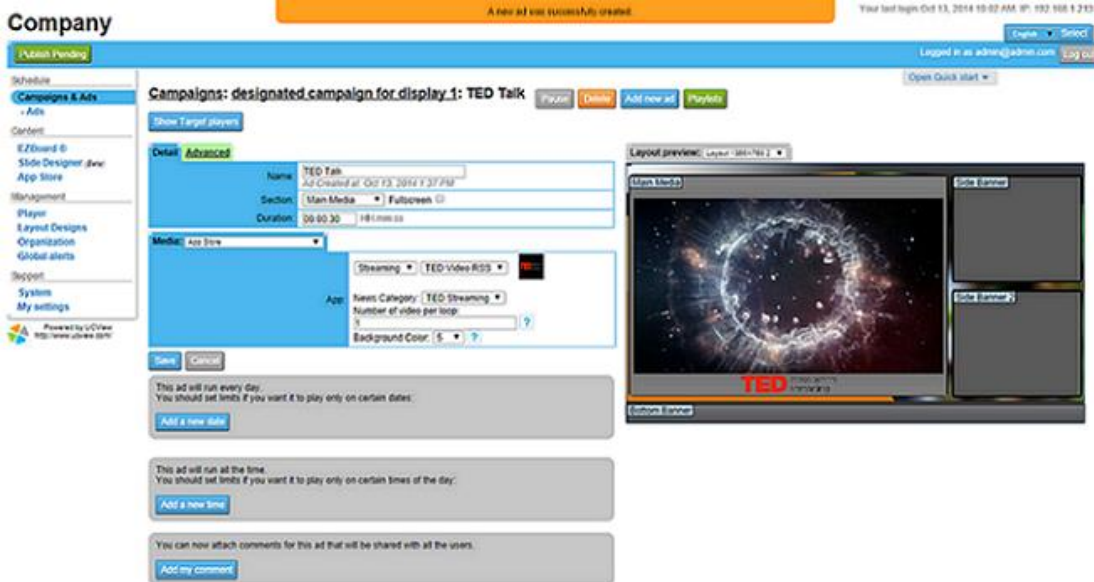 Company
A new ad was successfully created.
Your last login Oct 13, 2014 10:02 AM. IP: 192.168.1.213
English Select
Publish Pending
Logged in as admin@admin.com Log out
Open Quick start
Schedule
Campaigns & Ads
- Ads
Content
EZBoard ®
Slide Designer (Beta)
App Store
Management
Player
Layout Designs
Organization
Global alerts
Support
System
My settings
Powered by UCView
http://www.ucview.com/
Campaigns: designated campaign for display 1: TED Talk Pause Delete Add new ad Playlists
Show Target players
Detail Advanced
Name: TED Talk
Ad Created at: Oct 13, 2014 1:37 PM
Section: Main Media Fullscreen
Duration: 00:00:30 HH:mm:ss
Media: App Store
App: Streaming TED Video RSS
News Category: TED Streaming
Number of video per loop:
1 ?
Background Color: 5 ?
Save Cancel
This ad will run every day.
You should set limits if you want it to play only on certain dates:
Add a new date
This ad will run all the time.
You should set limits if you want it to play only on certain times of the day:
Add a new time
You can now attach comments for this ad that will be shared with all the users.
Add my comment
Layout preview:
Main Media
Side Banner
Side Banner 2
TED
Bottom Banner